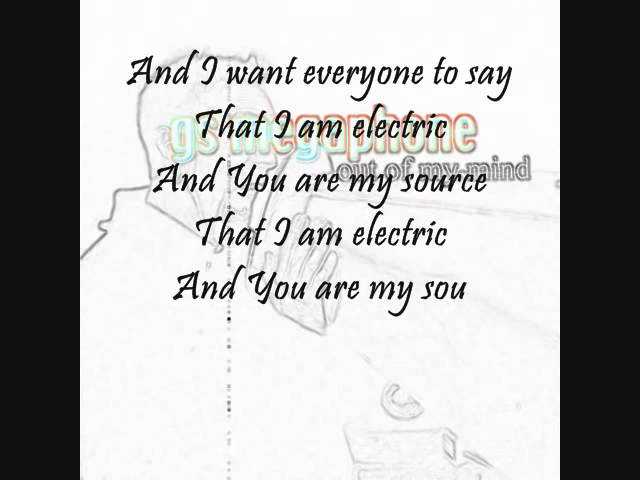 And I want everyone to say
That I am electric
gs megaphone
out of my mind
And You are my source
That I am electric
And You are my sou